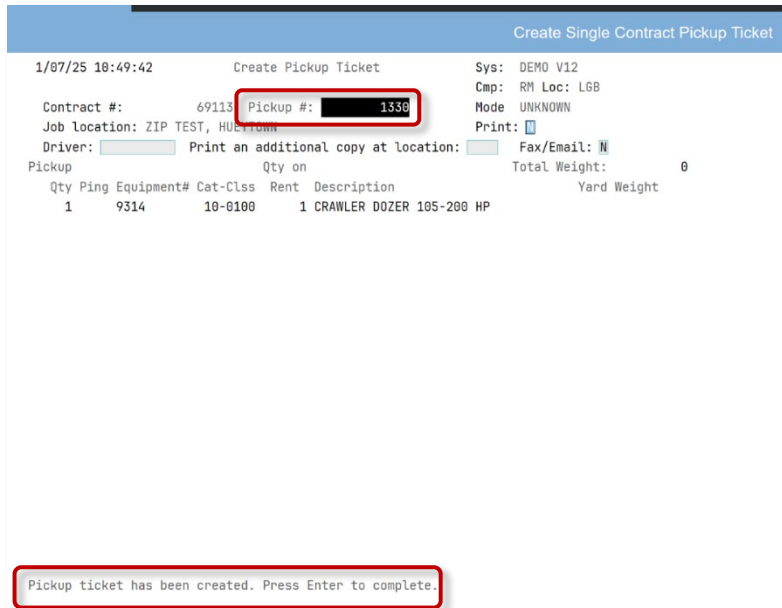 Create Single Contract Pickup Ticket
1/07/25 10:49:42 Create Pickup Ticket Sys: DEMO V12
Cmp: RM Loc: LGB
Contract #: 69113 Pickup #: 1330 Mode UNKNOWN
Job location: ZIP TEST, HUEYTOWN Print: N
Driver: Print an additional copy at location: Fax/Email: N
Pickup Qty on Total Weight: 0
Qty Ping Equipment# Cat-Clss Rent Description Yard Weight
1 9314 10-0100 1 CRAWLER DOZER 105-200 HP
Pickup ticket has been created. Press Enter to complete.